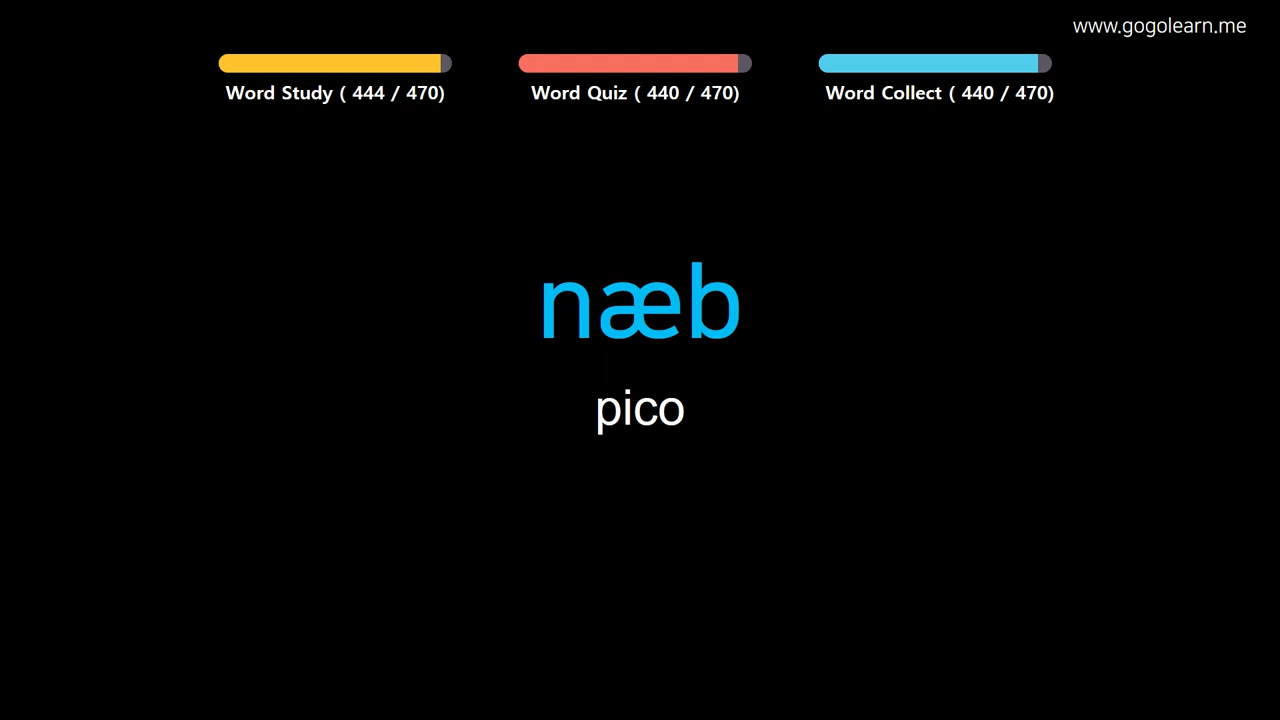 www.gogolearn.me
Word Study ( 444 / 470)
Word Quiz ( 440 / 470)
Word Collect ( 440 / 470)
næb
pico